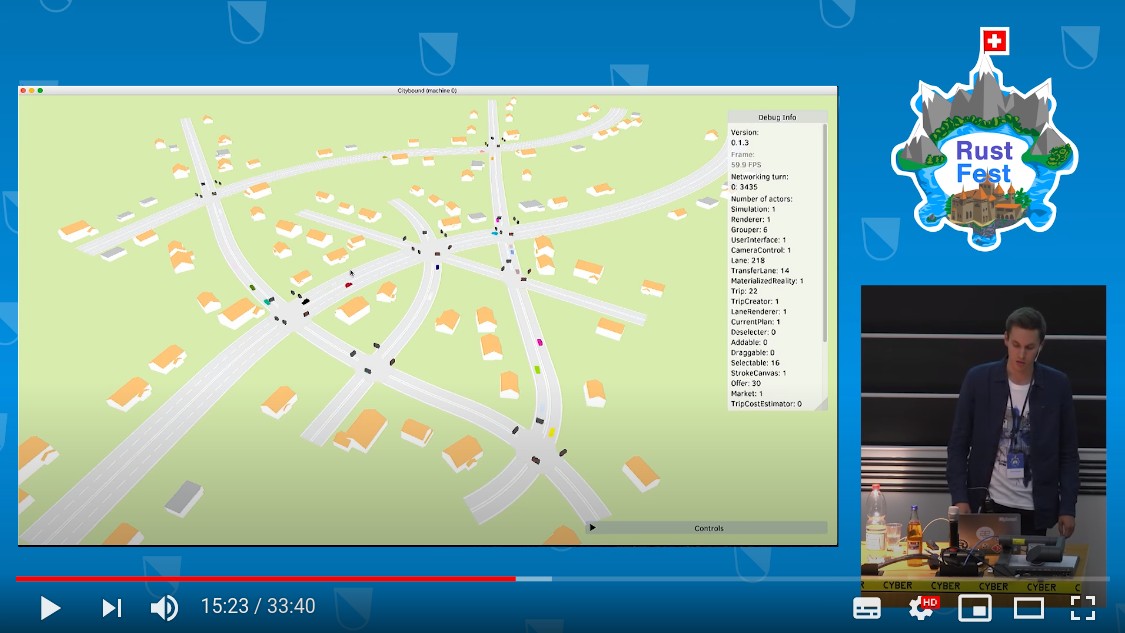 Citybound (machine 0)
Debug Info
Version:
0.1.3
Frame:
59.9 FPS
Networking turn:
0: 3435
Number of actors:
Simulation: 1
Renderer: 1
Grouper: 6
UserInterface: 1
CameraControl: 1
Lane: 218
TransferLane: 14
MaterializedReality: 1
Trip: 22
TripCreator: 1
LaneRenderer: 1
CurrentPlan: 1
Deselecter: 0
Addable: 0
Draggable: 0
Selectable: 16
StrokeCanvas: 1
Offer: 30
Market: 1
TripCostEstimator: 0
Controls
Rust
Fest
CYBER CYBER CYBER CYBER
15:23 / 33:40
HD